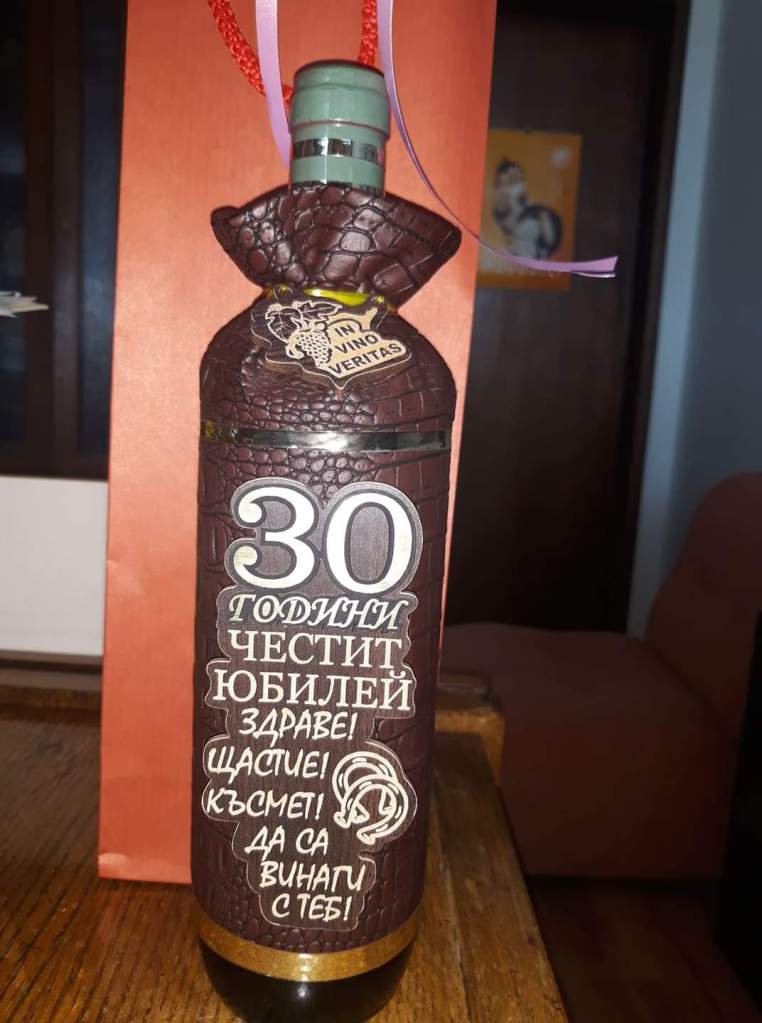 IN
VINO
VERITAS
30
ГОДИНИ
ЧЕСТИТ
ЮБИЛЕЙ
ЗДРАВЕ!
ЩАСТИЕ!
КЪСМЕТ!
ДА СА
ВИНАГИ
С ТЕБ!